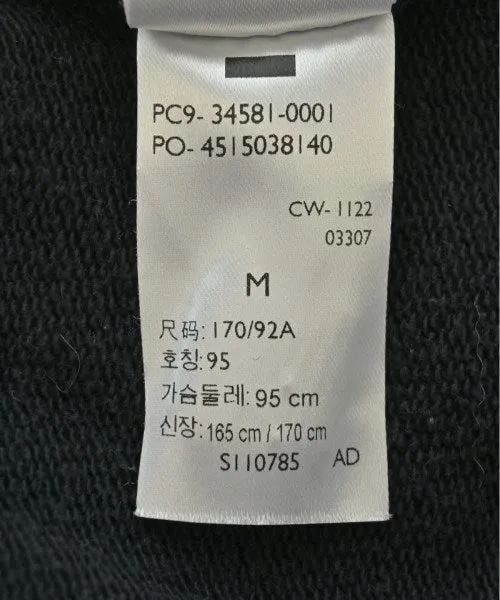 PC9- 34581-0001
PO- 4515038140
CW- 1122
03307
M
尺码: 170/92A
호칭: 95
가슴둘레: 95 cm
신장: 165 cm / 170 cm
S110785 AD